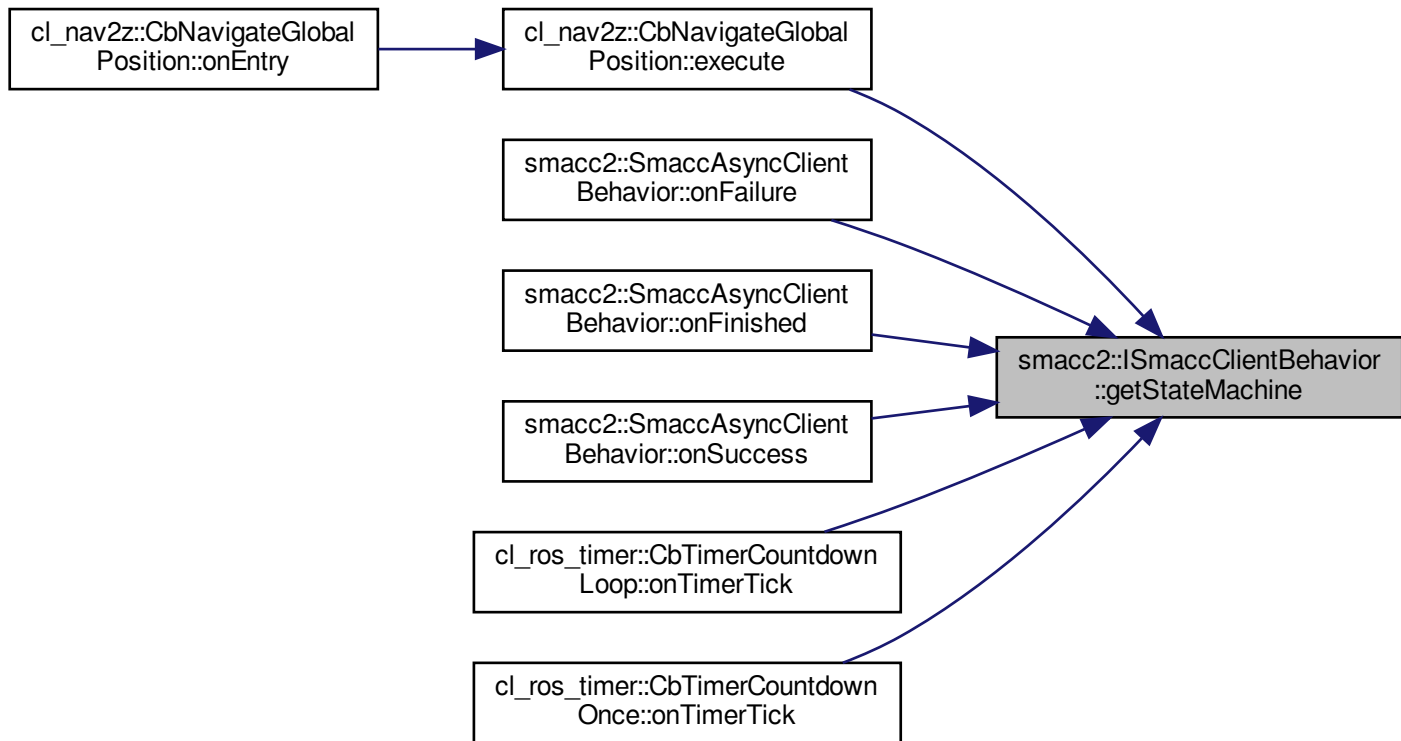 cl_nav2z::CbNavigateGlobal
Position::onEntry
cl_nav2z::CbNavigateGlobal
Position::execute
smacc2::SmaccAsyncClient
Behavior::onFailure
smacc2::SmaccAsyncClient
Behavior::onFinished
smacc2::SmaccAsyncClient
Behavior::onSuccess
cl_ros_timer::CbTimerCountdown
Loop::onTimerTick
cl_ros_timer::CbTimerCountdown
Once::onTimerTick
smacc2::ISmaccClientBehavior
::getStateMachine